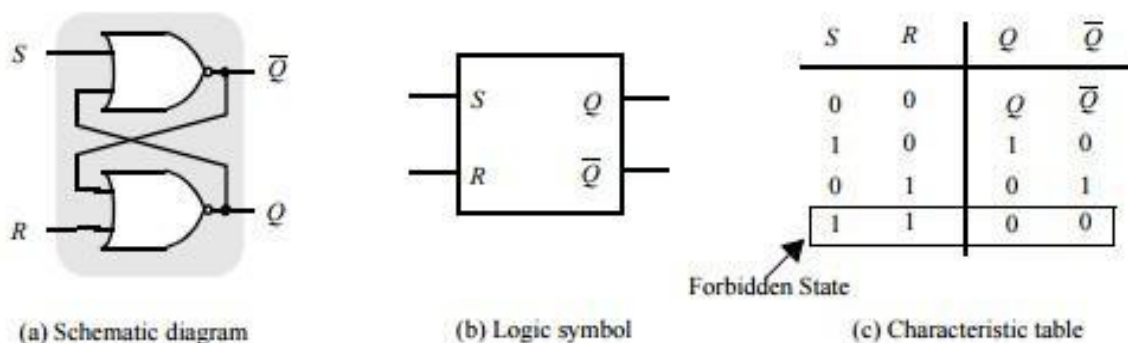 S
Q̅
R
Q
S Q
R Q̅
S R Q Q̅
0 0 Q Q̅
1 0 1 0
0 1 0 1
1 1 0 0
Forbidden State
(a) Schematic diagram
(b) Logic symbol
(c) Characteristic table